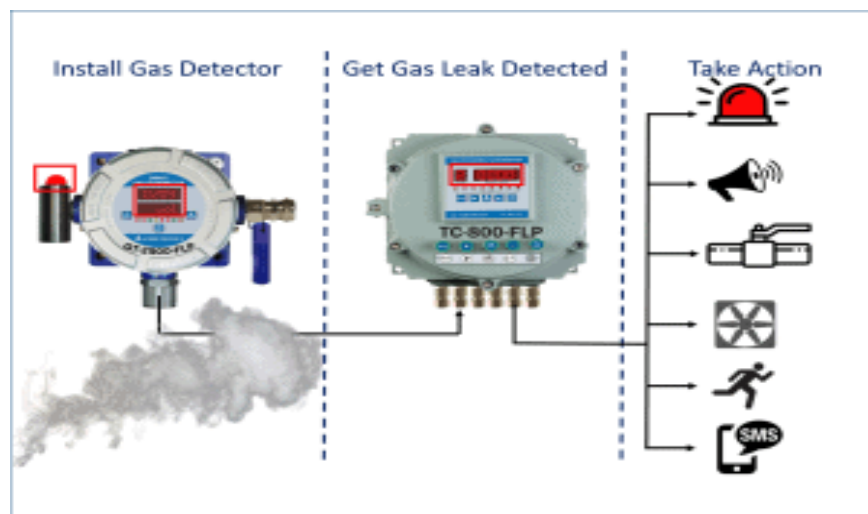 Install Gas Detector
Get Gas Leak Detected
Take Action
TC-800-FLP
SMS